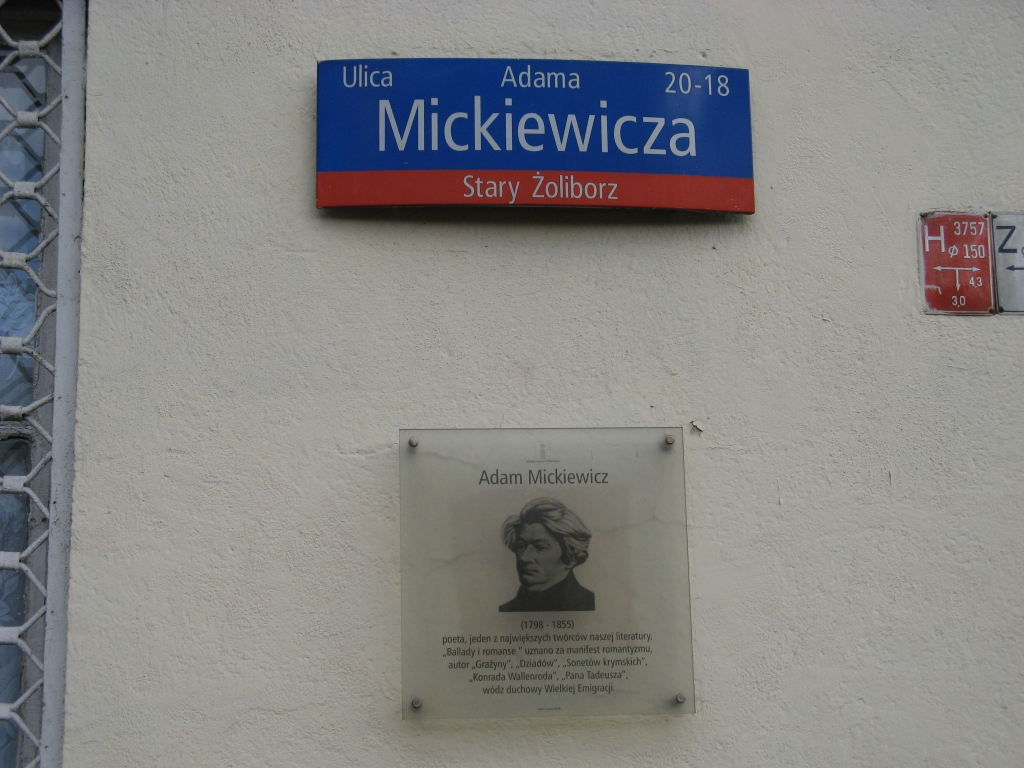 Ulica Adama 20-18
Mickiewicza
Stary Żoliborz
H 3757
φ 150
4,3
3,0
Z
Adam Mickiewicz
(1798 - 1855)
poeta, jeden z największych twórców naszej literatury,
„Ballady i romanse " uznano za manifest romantyzmu,
autor „Grażyny", „Dziadów", „Sonetów krymskich",
„Konrada Wallenroda", „Pana Tadeusza",
wódz duchowy Wielkiej Emigracji